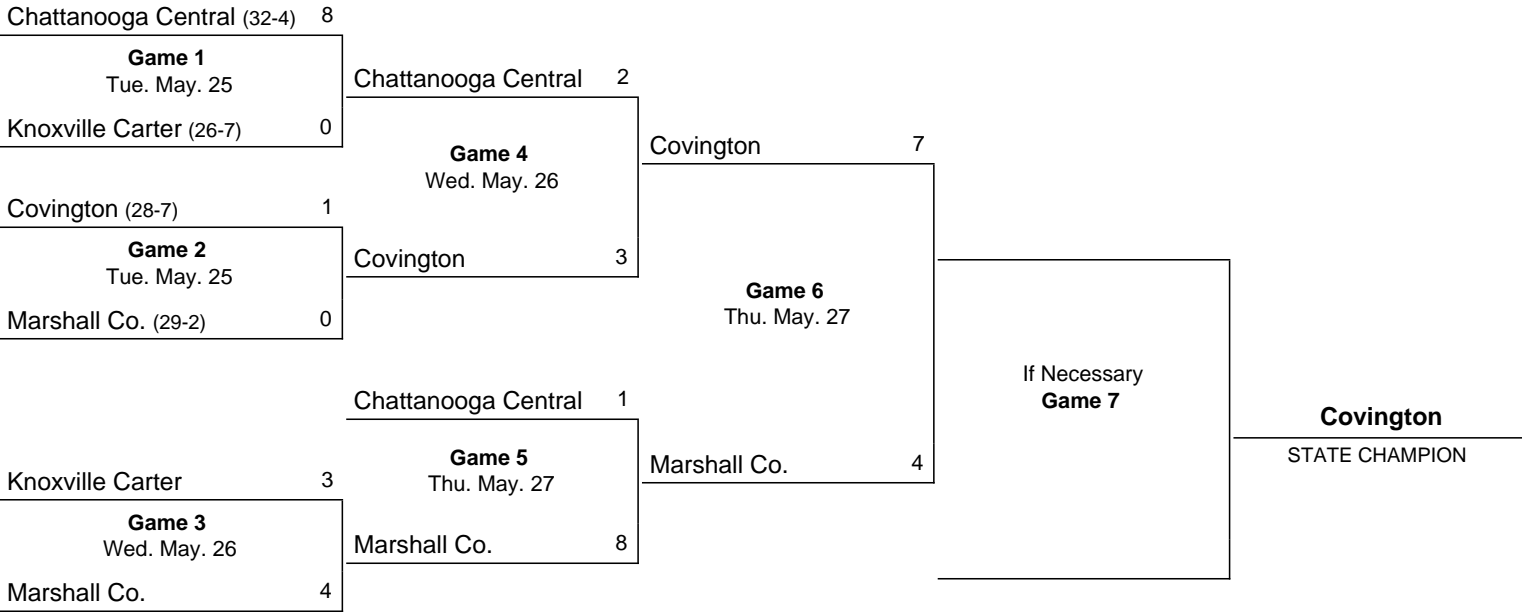 Chattanooga Central (32-4) 8
Game 1
Tue. May. 25
Knoxville Carter (26-7) 0
Covington (28-7) 1
Game 2
Tue. May. 25
Marshall Co. (29-2) 0
Knoxville Carter 3
Game 3
Wed. May. 26
Marshall Co. 4
Chattanooga Central 2
Game 4
Wed. May. 26
Covington 3
Chattanooga Central 1
Game 5
Thu. May. 27
Marshall Co. 8
Covington 7
Game 6
Thu. May. 27
Marshall Co. 4
If Necessary
Game 7
Covington
STATE CHAMPION